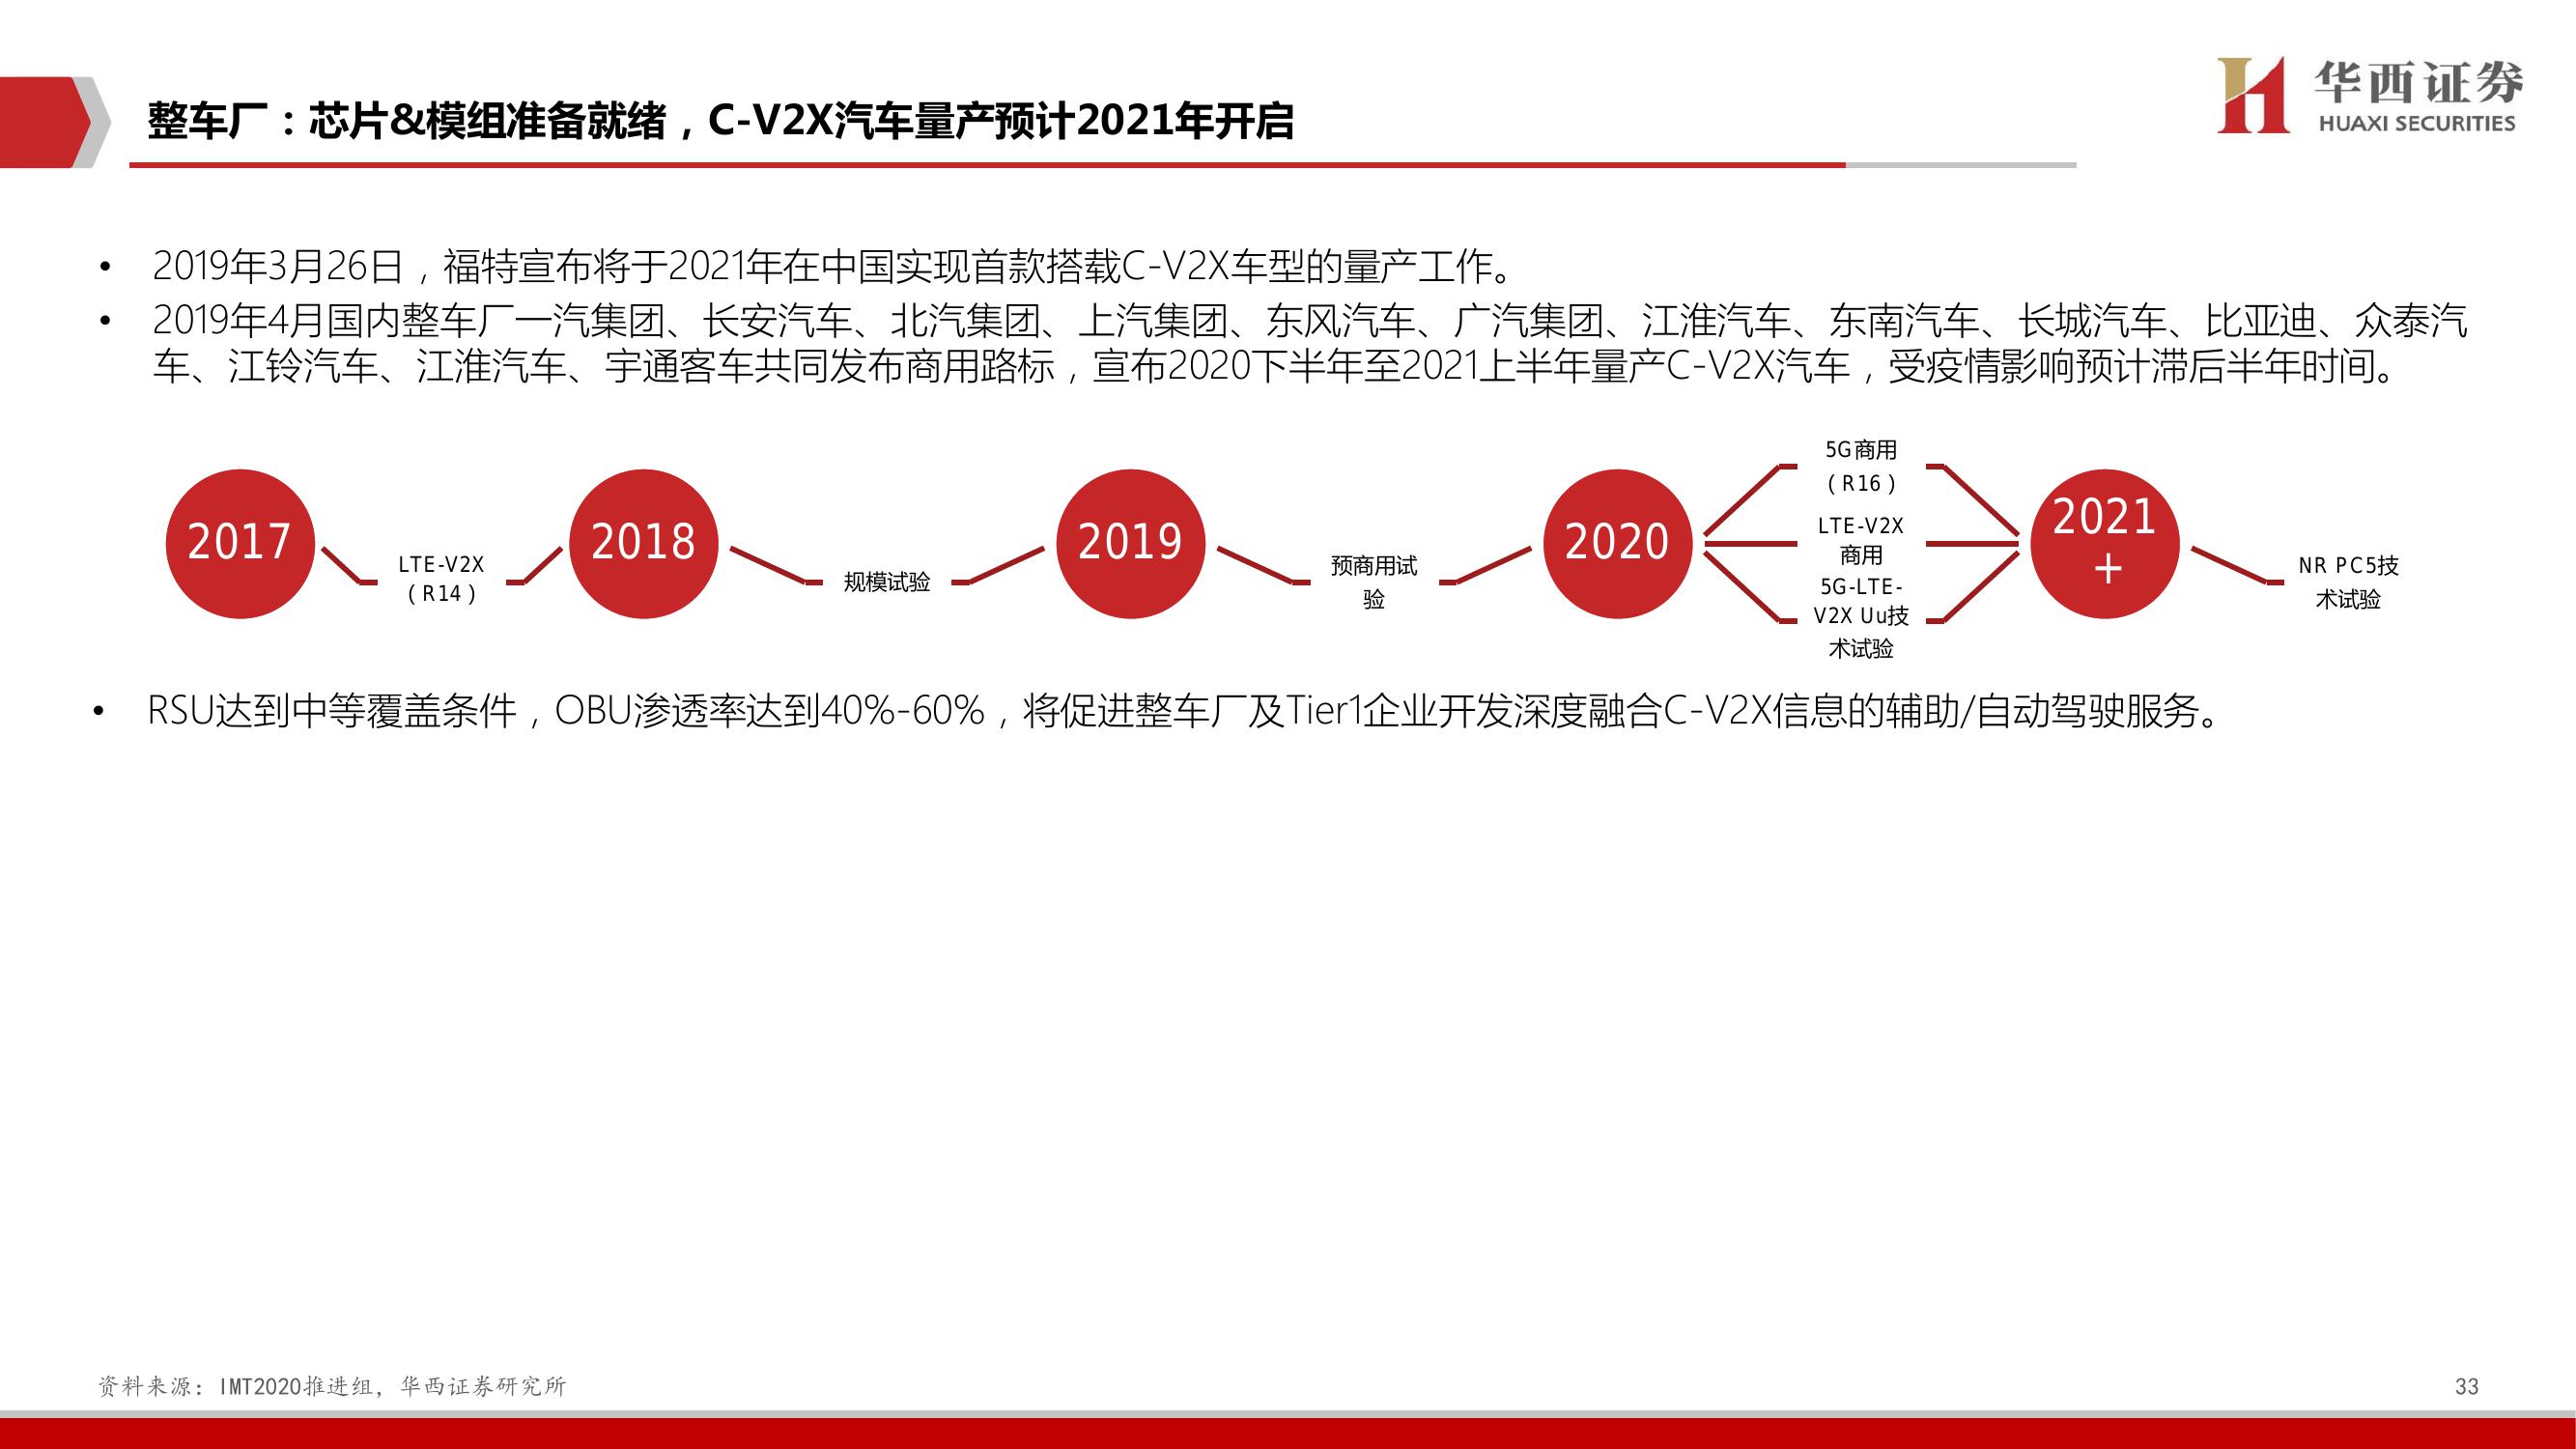 华西证券
HUAXI SECURITIES
整车厂：芯片&模组准备就绪，C-V2X汽车量产预计2021年开启
• 2019年3月26日，福特宣布将于2021年在中国实现首款搭载C-V2X车型的量产工作。
• 2019年4月国内整车厂一汽集团、长安汽车、北汽集团、上汽集团、东风汽车、广汽集团、江淮汽车、东南汽车、长城汽车、比亚迪、众泰汽
车、江铃汽车、江淮汽车、宇通客车共同发布商用路标，宣布2020下半年至2021上半年量产C-V2X汽车，受疫情影响预计滞后半年时间。
2017
LTE-V2X
（R14）
2018
规模试验
2019
预商用试
验
2020
5G商用
（R16）
LTE-V2X
商用
5G-LTE-
V2X Uu技
术试验
2021
+
NR PC5技
术试验
• RSU达到中等覆盖条件，OBU渗透率达到40%-60%，将促进整车厂及Tier1企业开发深度融合C-V2X信息的辅助/自动驾驶服务。
资料来源：IMT2020推进组，华西证券研究所
33